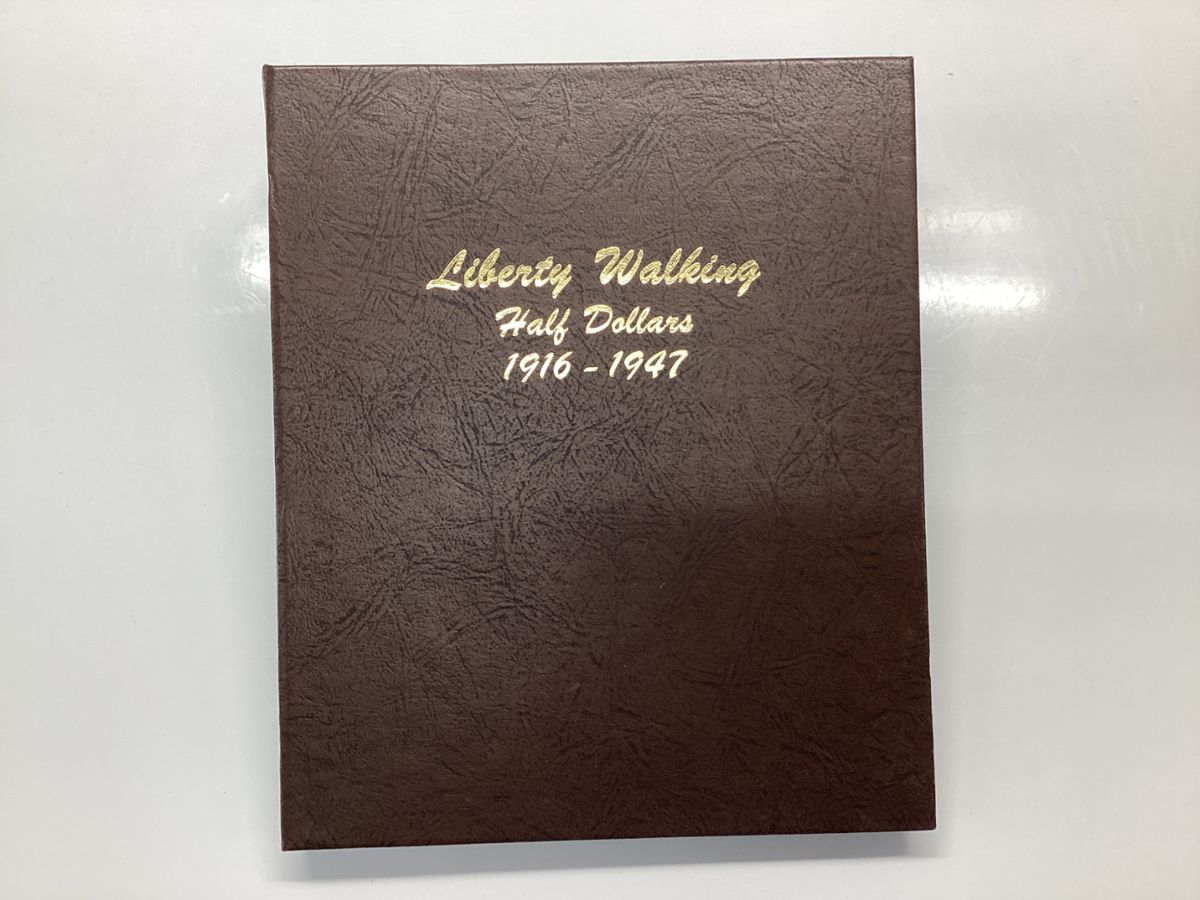 Liberty Walking
Half Dollars
1916 - 1947